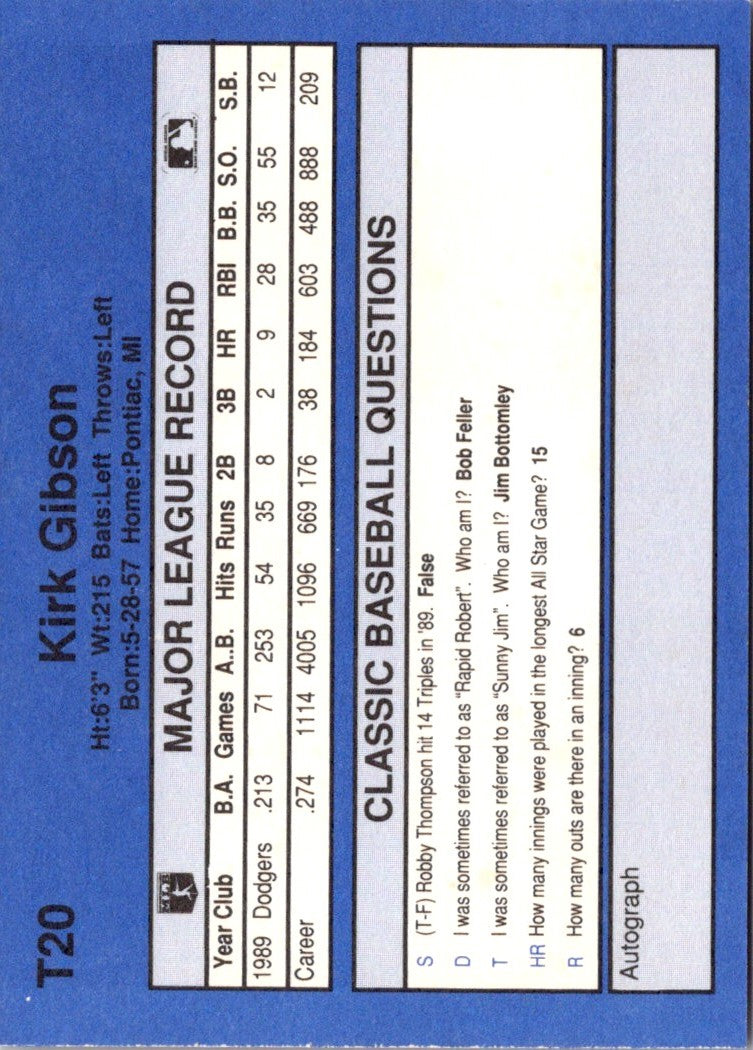 T20
Kirk Gibson
Ht:6'3" Wt:215 Bats:Left Throws:Left
Born:5-28-57 Home:Pontiac, MI
MAJOR LEAGUE RECORD
Year Club B.A. Games A..B. Hits Runs 2B 3B HR RBI B.B. S.O. S.B.
1989 Dodgers .213 71 253 54 35 8 2 9 28 35 55 12
Career .274 1114 4005 1096 669 176 38 184 603 488 888 209
CLASSIC BASEBALL QUESTIONS
S (T-F) Robby Thompson hit 14 Triples in '89. False
D I was sometimes referred to as "Rapid Robert". Who am I? Bob Feller
T I was sometimes referred to as "Sunny Jim". Who am I? Jim Bottomley
HR How many innings were played in the longest All Star Game? 15
R How many outs are there in an inning? 6
Autograph